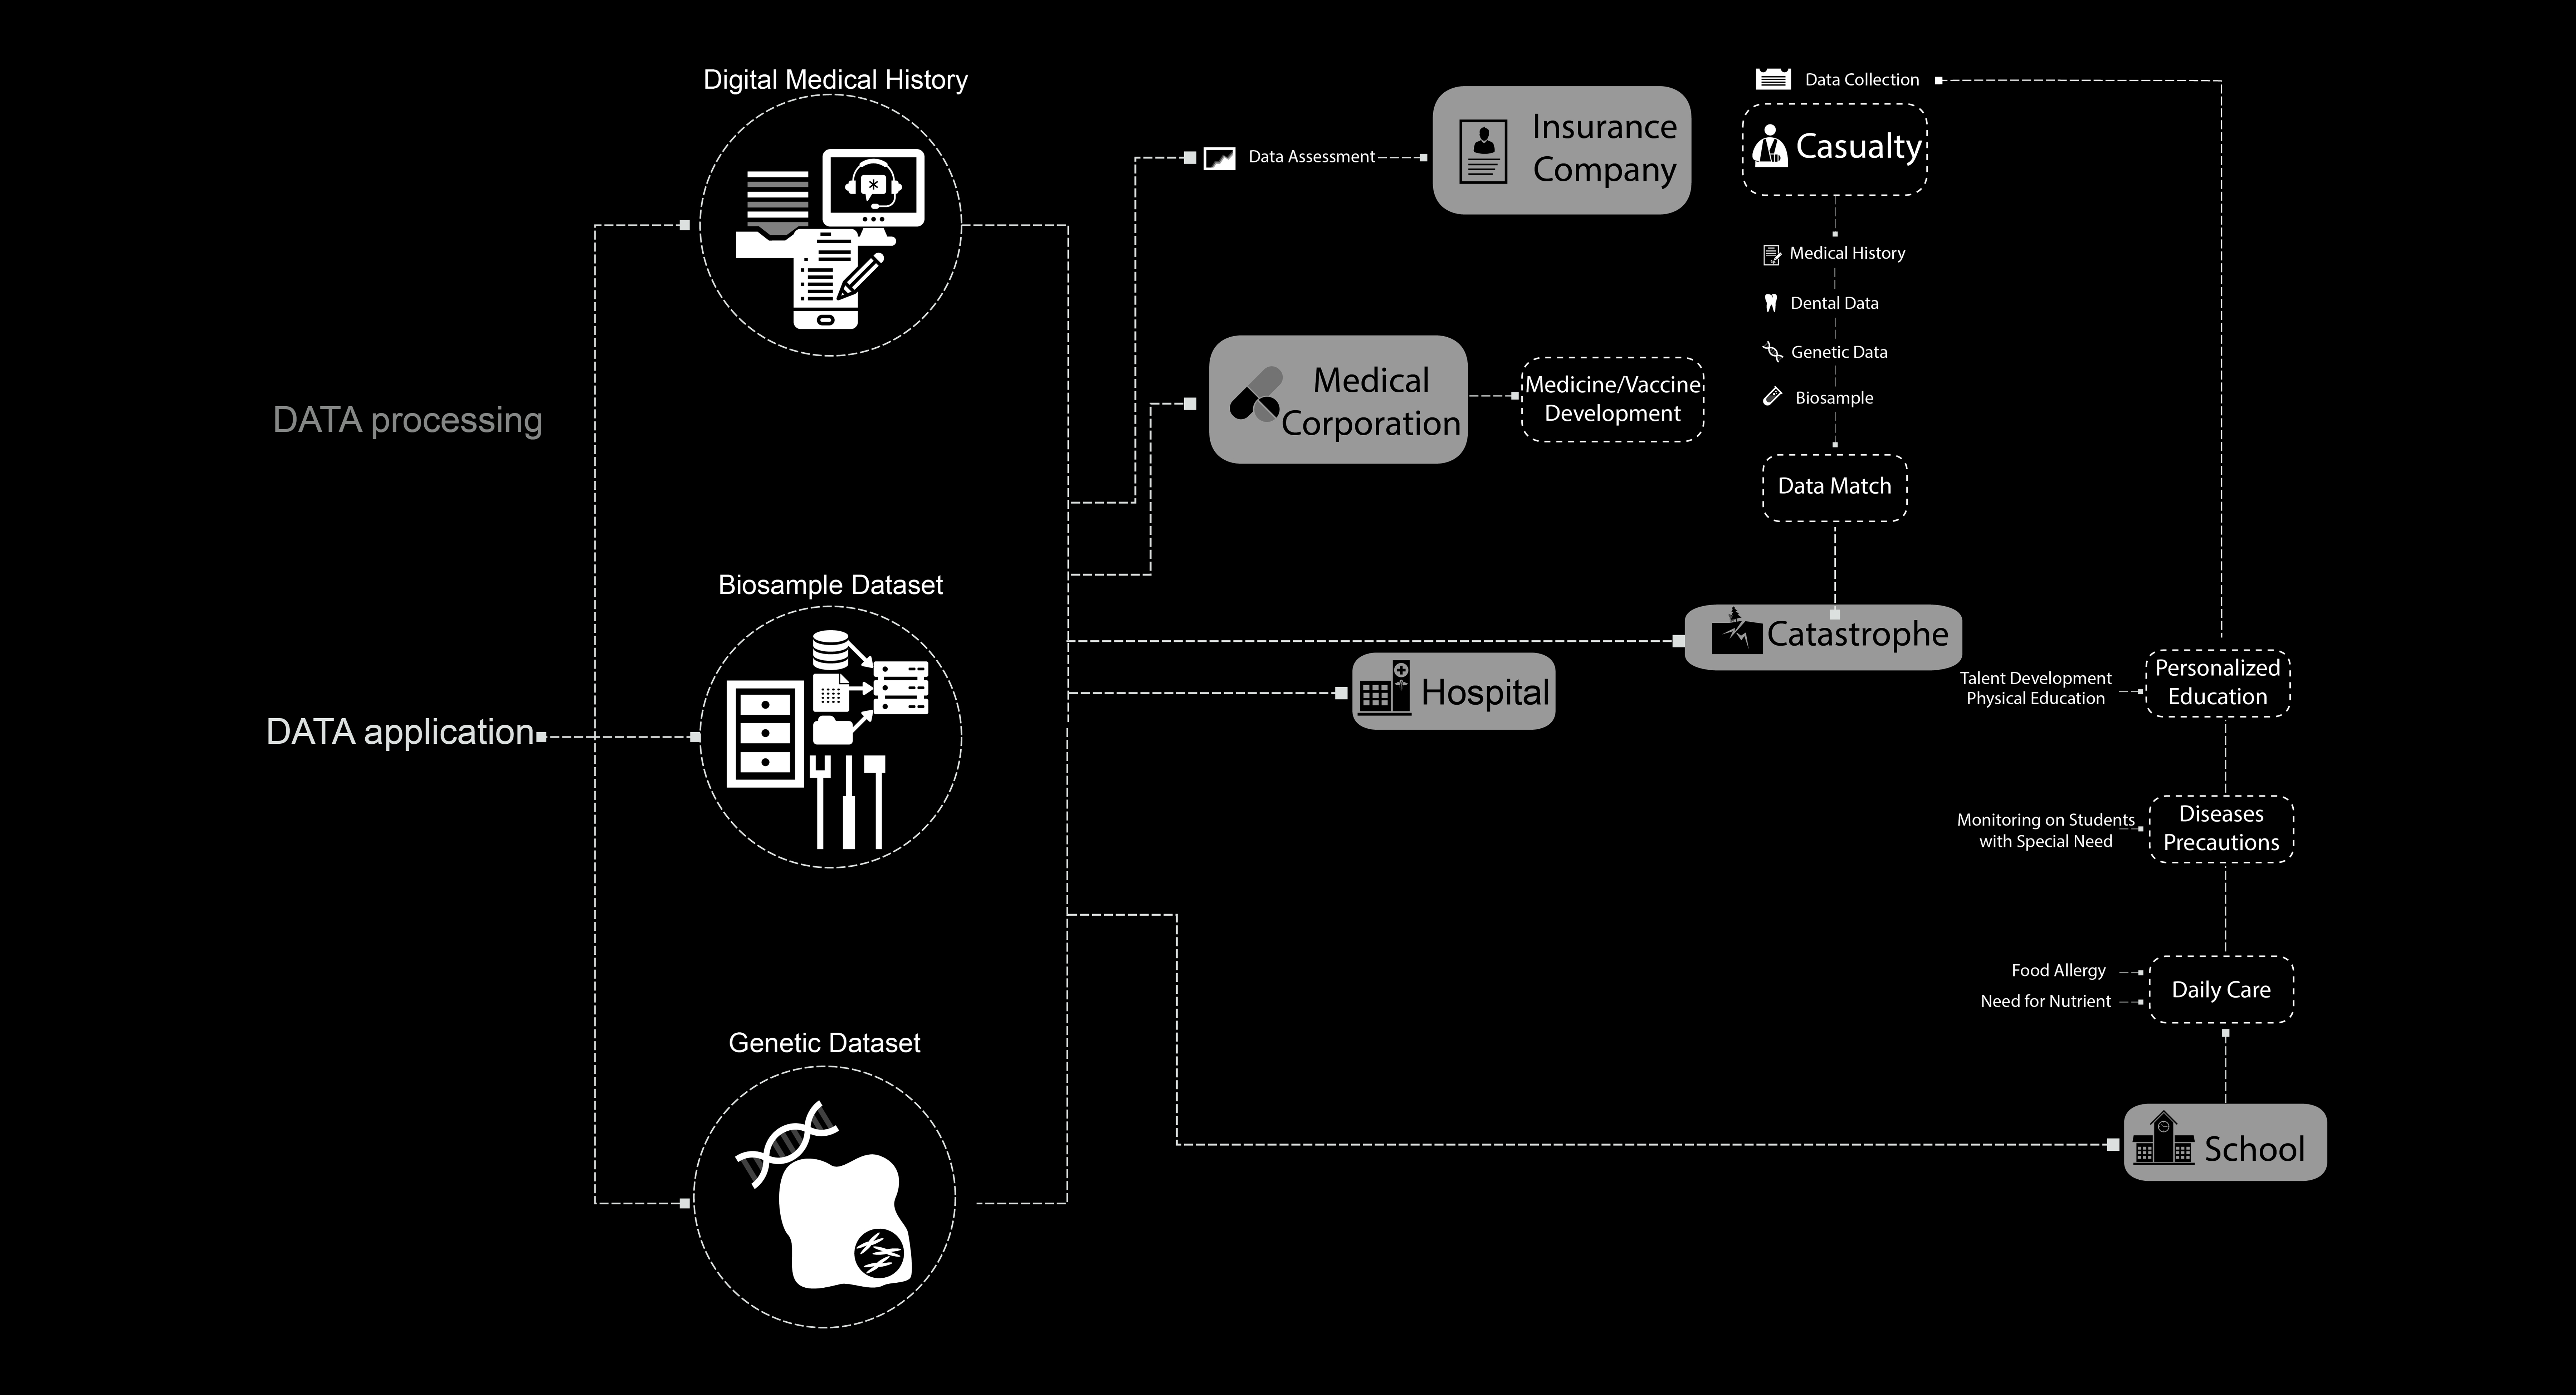 Digital Medical History
DATA processing
Biosample Dataset
DATA application
Genetic Dataset
Data Assessment
Insurance
Company
Medical
Corporation
Medicine/Vaccine
Development
Data Collection
Casualty
Medical History
Dental Data
Genetic Data
Biosample
Data Match
Catastrophe
Hospital
Talent Development
Physical Education
Personalized
Education
Monitoring on Students
with Special Need
Diseases
Precautions
Food Allergy
Need for Nutrient
Daily Care
School